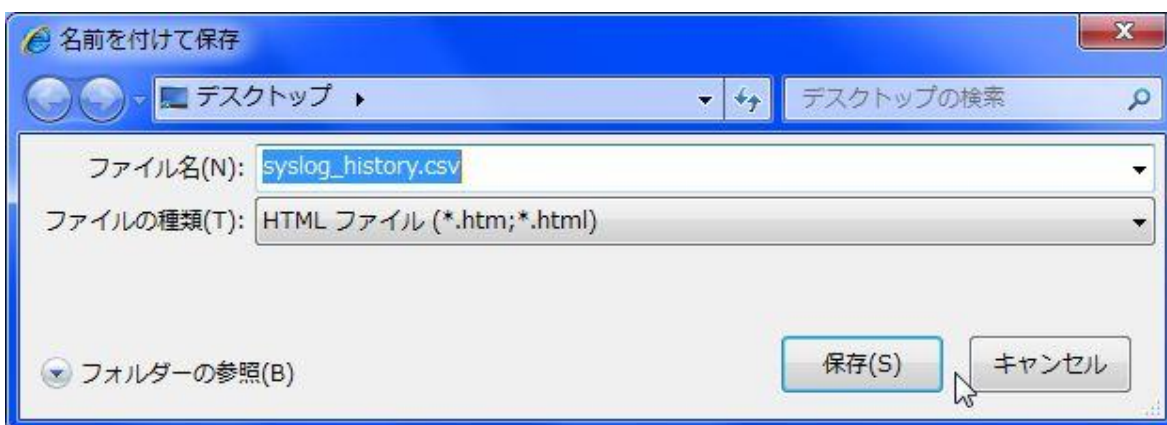 名前を付けて保存
デスクトップ
デスクトップの検索
ファイル名(N): syslog_history.csv
ファイルの種類(T): HTML ファイル (*.htm;*.html)
フォルダーの参照(B)
保存(S)
キャンセル